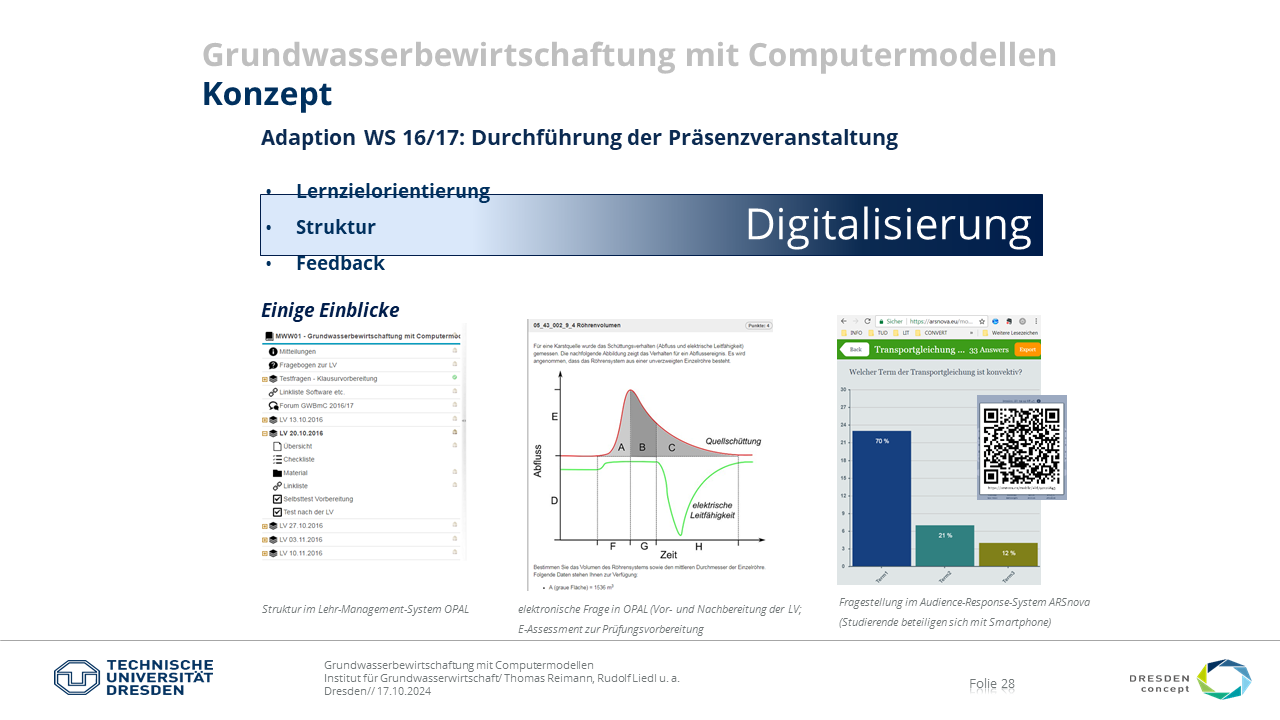 Grundwasserbewirtschaftung mit Computermodellen
Konzept
Adaption WS 16/17: Durchführung der Präsenzveranstaltung
• Lernzielorientierung
• Struktur
• Feedback
Digitalisierung
Einige Einblicke
MWW01 - Grundwasserbewirtschaftung mit Computermo
Mitteilungen
Fragebogen zur LV
Testfragen - Klausurvorbereitung
Linkliste Software etc.
Forum GWBmC 2016/17
LV 13.10.2016
LV 20.10.2016
Übersicht
Checkliste
Material
Linkliste
Selbsttest Vorbereitung
Test nach der LV
LV 27.10.2016
LV 03.11.2016
LV 10.11.2016
Struktur im Lehr-Management-System OPAL
05_43_002_9_4 Röhrenvolumen
Punkte: 4
Für eine Karstquelle wurde das Schüttungsverhalten (Abfluss und elektrische Leitfähigkeit)
gemessen. Die nachfolgende Abbildung zeigt das Verhalten für ein Abflussereignis. Es wird
angenommen, dass das Röhrensystem aus einer unverzweigten Einzelröhre besteht.
E
A B C
Quellschüttung
Abfluss
D
elektrische
Leitfähigkeit
F G H
Zeit
Bestimmen Sie das Volumen des Röhrensystems sowie den mittleren Durchmesser der Einzelröhre.
Folgende Daten stehen Ihnen zur Verfügung.
• A (graue Fläche) = 1536 m³
elektronische Frage in OPAL (Vor- und Nachbereitung der LV;
E-Assessment zur Prüfungsvorbereitung
Sicher | https://arsnova.eu/mo...
INFO TUD LIT CONVERT » Weitere Lesezeichen
Back Transportgleichung ... 33 Answers Export
Welcher Term der Transportgleichung ist konvektiv?
30
27
24
21
18
15
12
9
6
3
0
70 %
21 %
12 %
Term1
Term2
Term3
Fragestellung im Audience-Response-System ARSnova
(Studierende beteiligen sich mit Smartphone)
TECHNISCHE
UNIVERSITÄT
DRESDEN
Grundwasserbewirtschaftung mit Computermodellen
Institut für Grundwasserwirtschaft/ Thomas Reimann, Rudolf Liedl u. a.
Dresden// 17.10.2024
Folie 28
DRESDEN
concept